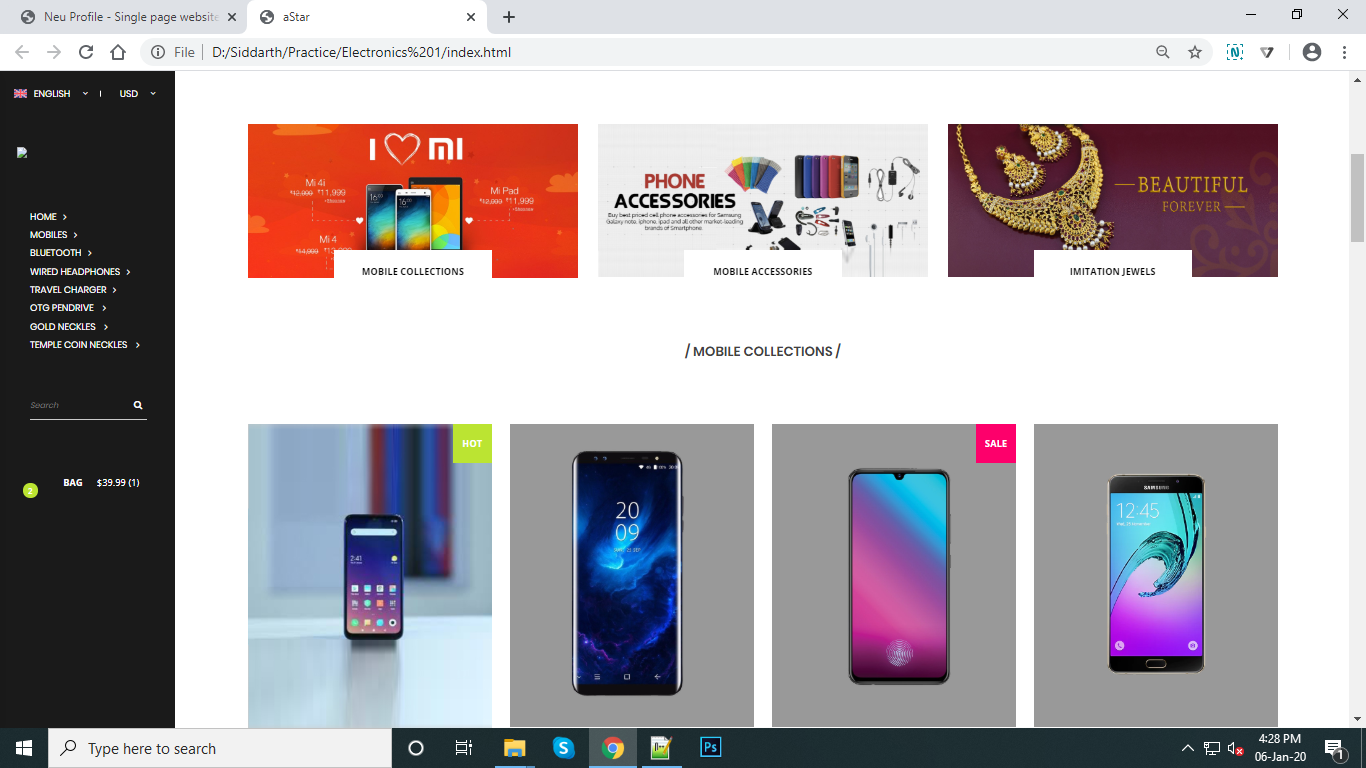 Neu Profile - Single page website
aStar
File
D:/Siddarth/Practice/Electronics%201/index.html
ENGLISH
USD
HOME
MOBILES
BLUETOOTH
WIRED HEADPHONES
TRAVEL CHARGER
OTG PENDRIVE
GOLD NECKLES
TEMPLE COIN NECKLES
Search
2
BAG $39.99 (1)
I MI
Mi 4i
₹12,999 ₹11,999
Mi Pad
₹12,999 ₹11,999
Mi 4
₹14,999
MOBILE COLLECTIONS
PHONE
ACCESSORIES
Buy best priced cell phone accessories for Samsung
Galaxy note, iphone, ipad and all other market-leading
brands of Smartphone
MOBILE ACCESSORIES
BEAUTIFUL
FOREVER
IMITATION JEWELS
/ MOBILE COLLECTIONS /
HOT
2:41
20
09
SALE
SAMSUNG
12:45
Type here to search
Ps
4:28 PM
06-Jan-20
1